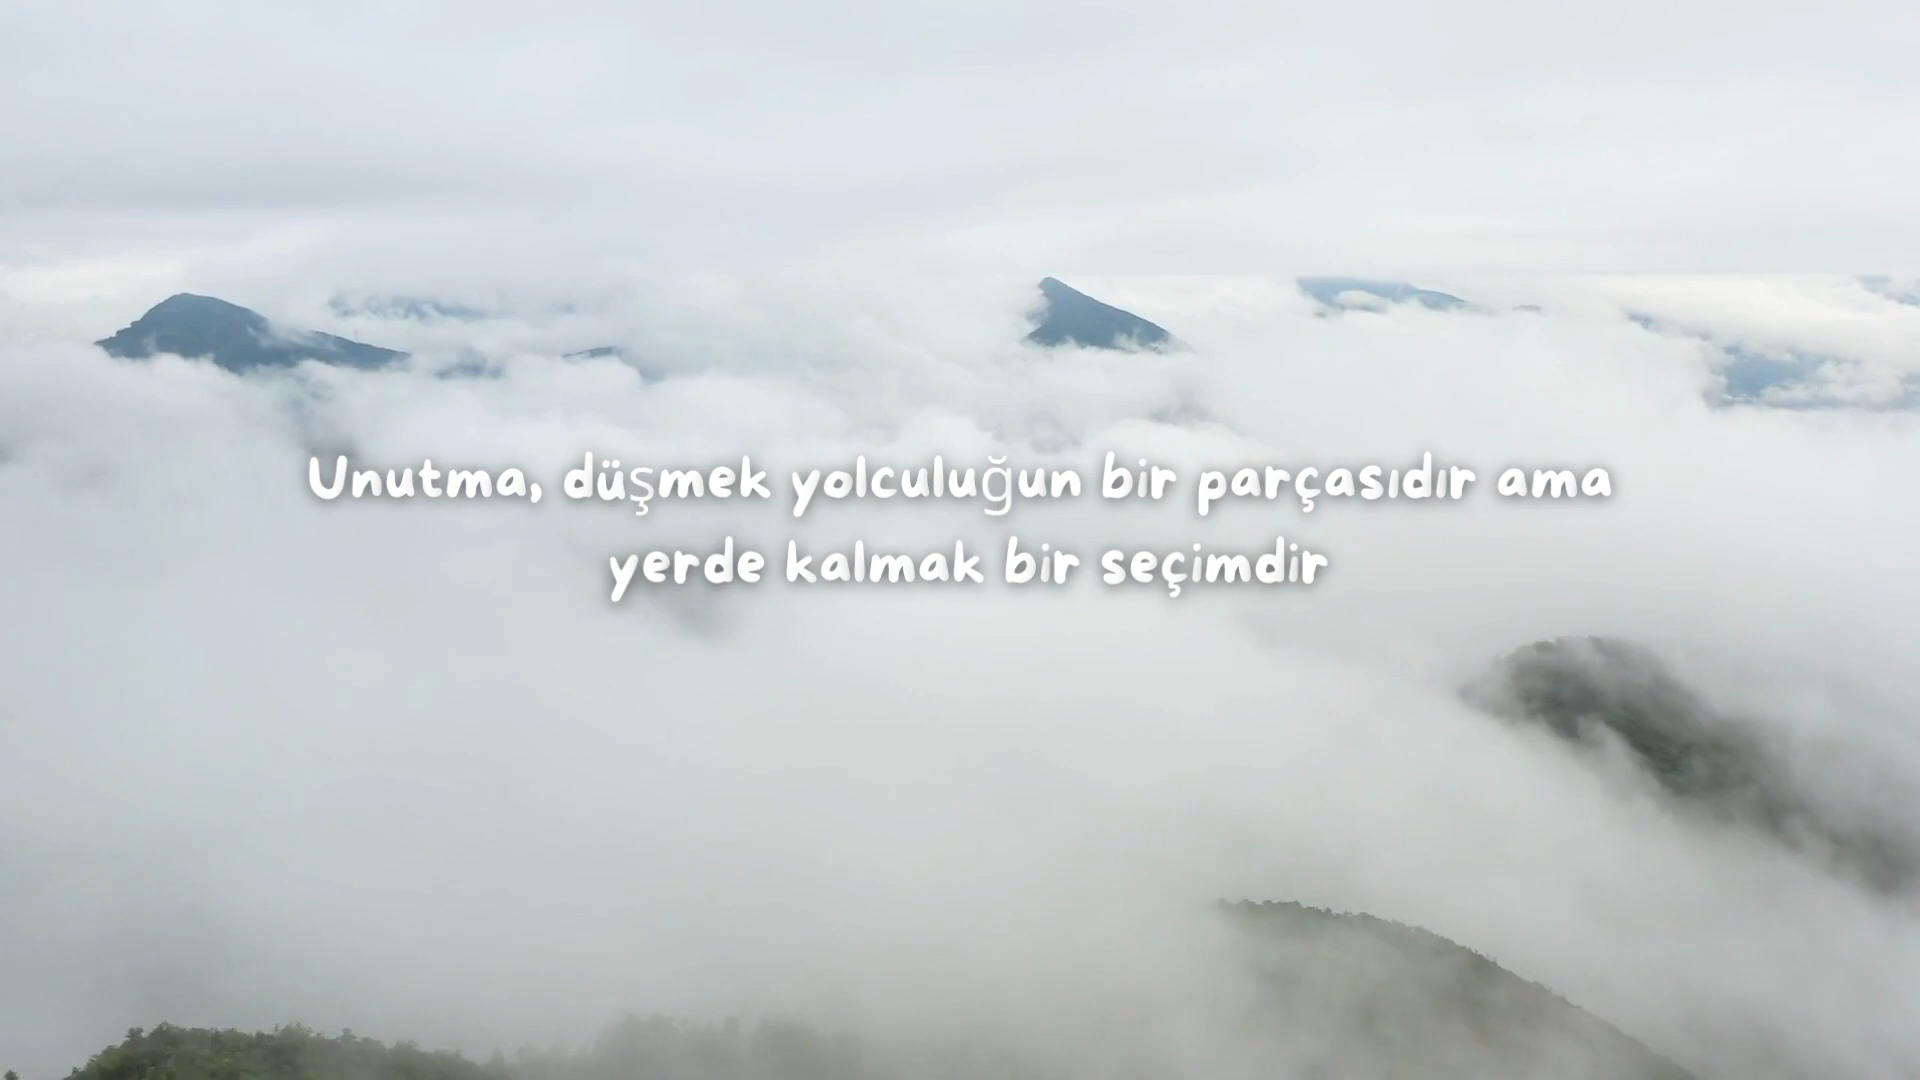 Unutma, düşmek yolculuğun bir parçasıdır ama
yerde kalmak bir seçimdir